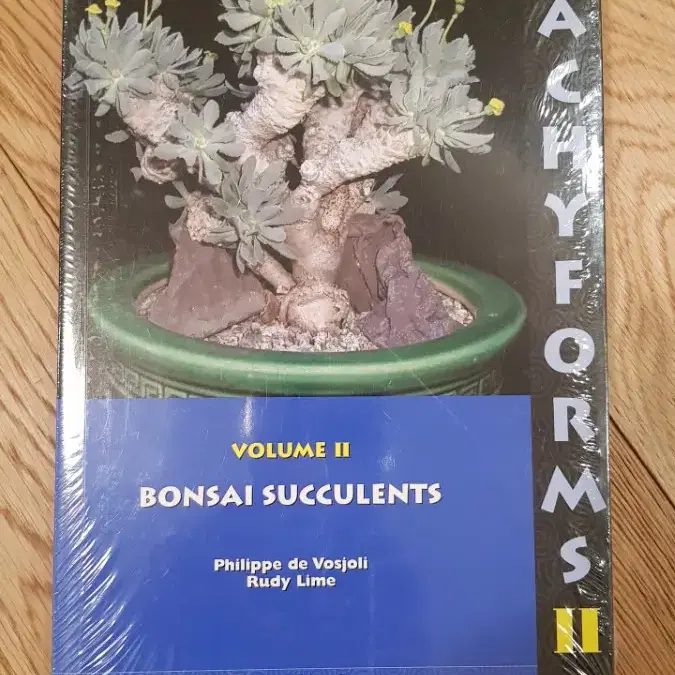 VOLUME II
BONSAI SUCCULENTS
Philippe de Vosjoli
Rudy Lime
ACHYFORMS II